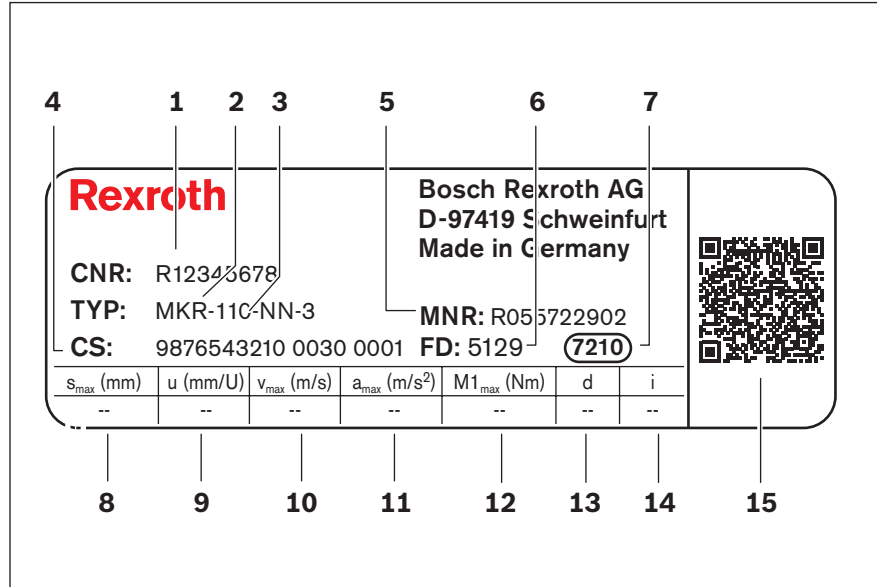 4 1 2 3 5 6 7
Rexroth
Bosch Rexroth AG
D-97419 Schweinfurt
Made in Germany
CNR: R12345678
TYP: MKR-110-NN-3
MNR: R055722902
CS: 9876543210 0030 0001 FD: 5129 7210
smax (mm) u (mm/U) vmax (m/s) amax (m/s²) M1max (Nm) d i
-- -- -- -- -- -- --
8 9 10 11 12 13 14 15